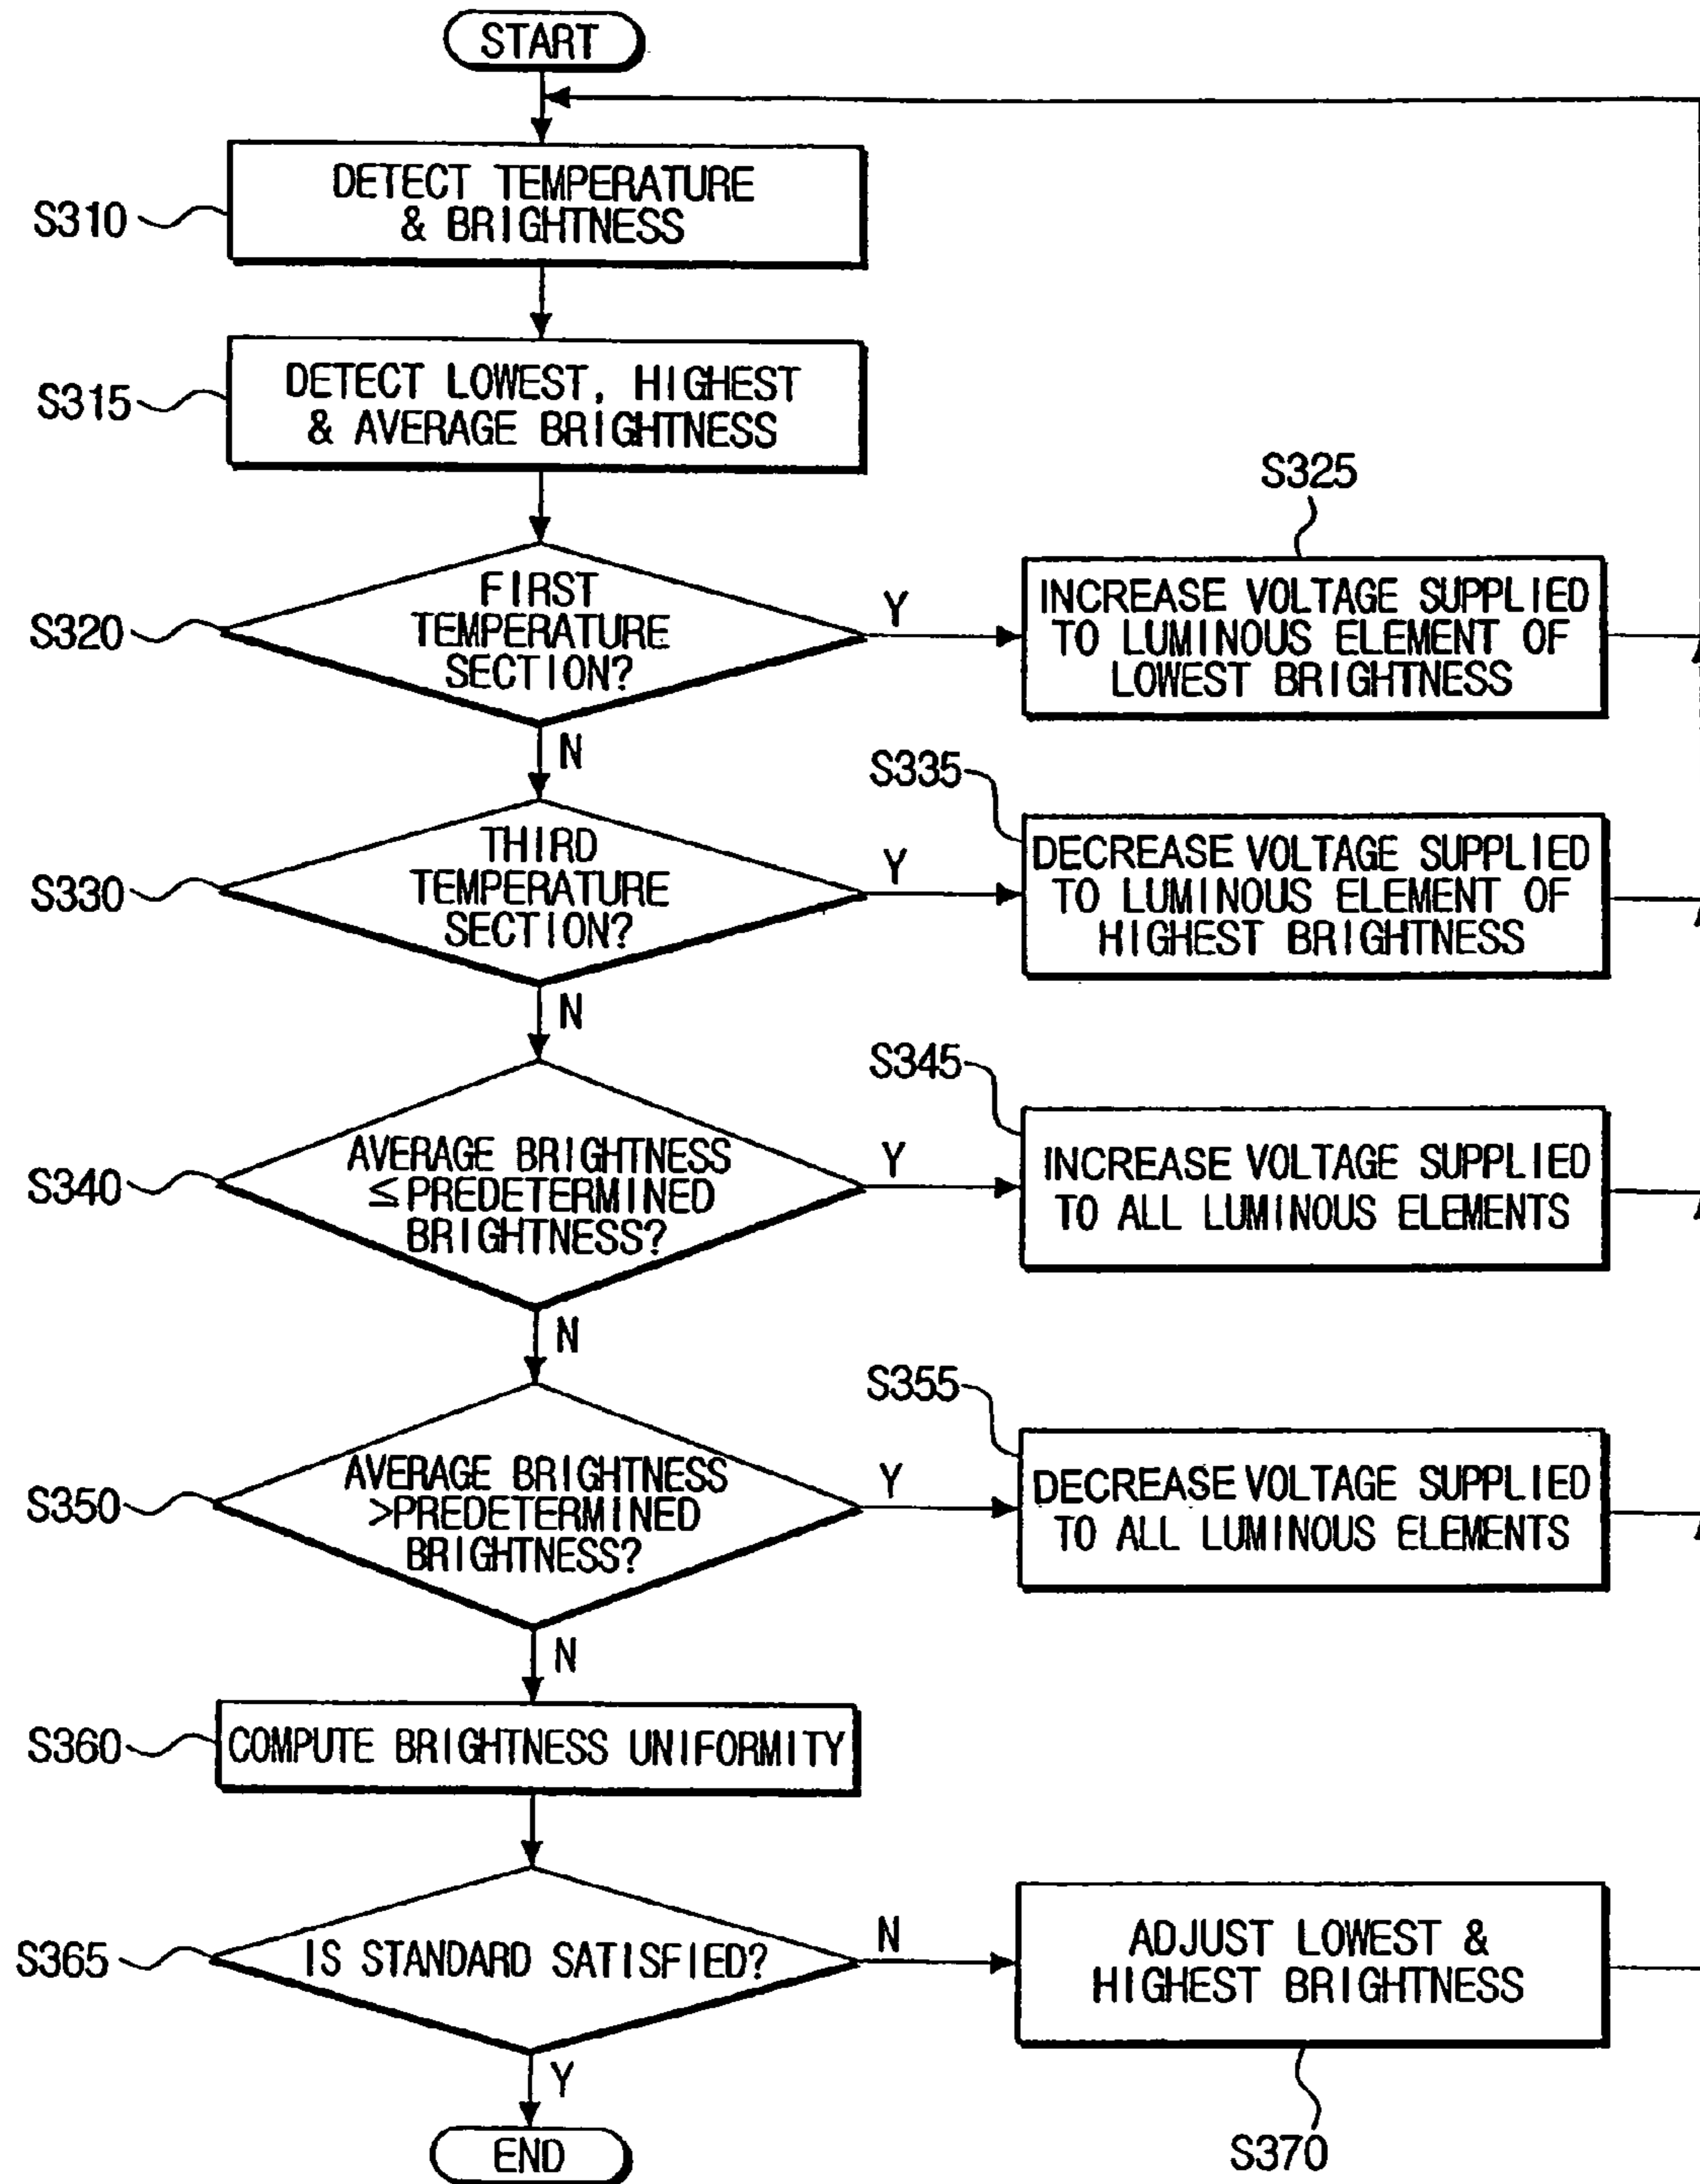 START
S310
DETECT TEMPERATURE
& BRIGHTNESS
S315
DETECT LOWEST, HIGHEST
& AVERAGE BRIGHTNESS
S320
FIRST
TEMPERATURE
SECTION?
Y
N
S325
INCREASE VOLTAGE SUPPLIED
TO LUMINOUS ELEMENT OF
LOWEST BRIGHTNESS
S330
THIRD
TEMPERATURE
SECTION?
Y
N
S335
DECREASE VOLTAGE SUPPLIED
TO LUMINOUS ELEMENT OF
HIGHEST BRIGHTNESS
S340
AVERAGE BRIGHTNESS
≤PREDETERMINED
BRIGHTNESS?
Y
N
S345
INCREASE VOLTAGE SUPPLIED
TO ALL LUMINOUS ELEMENTS
S350
AVERAGE BRIGHTNESS
>PREDETERMINED
BRIGHTNESS?
Y
N
S355
DECREASE VOLTAGE SUPPLIED
TO ALL LUMINOUS ELEMENTS
S360
COMPUTE BRIGHTNESS UNIFORMITY
S365
IS STANDARD SATISFIED?
N
Y
ADJUST LOWEST &
HIGHEST BRIGHTNESS
S370
END